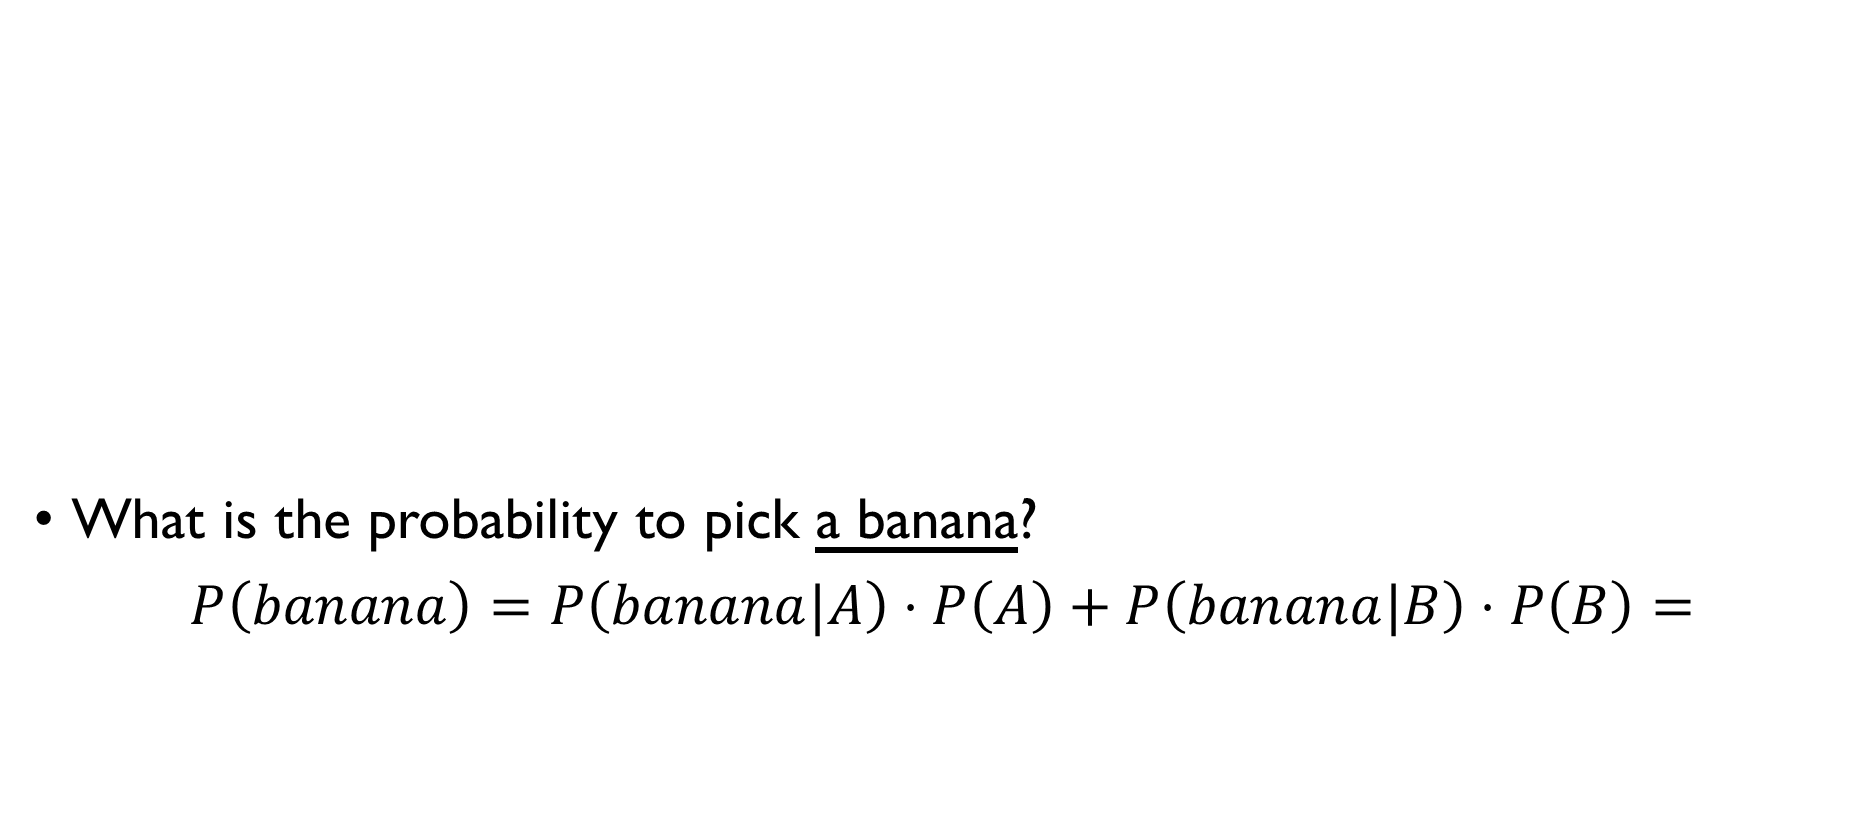 • What is the probability to pick a banana?
P(banana) = P(banana|A) · P(A) + P(banana|B) · P(B) =